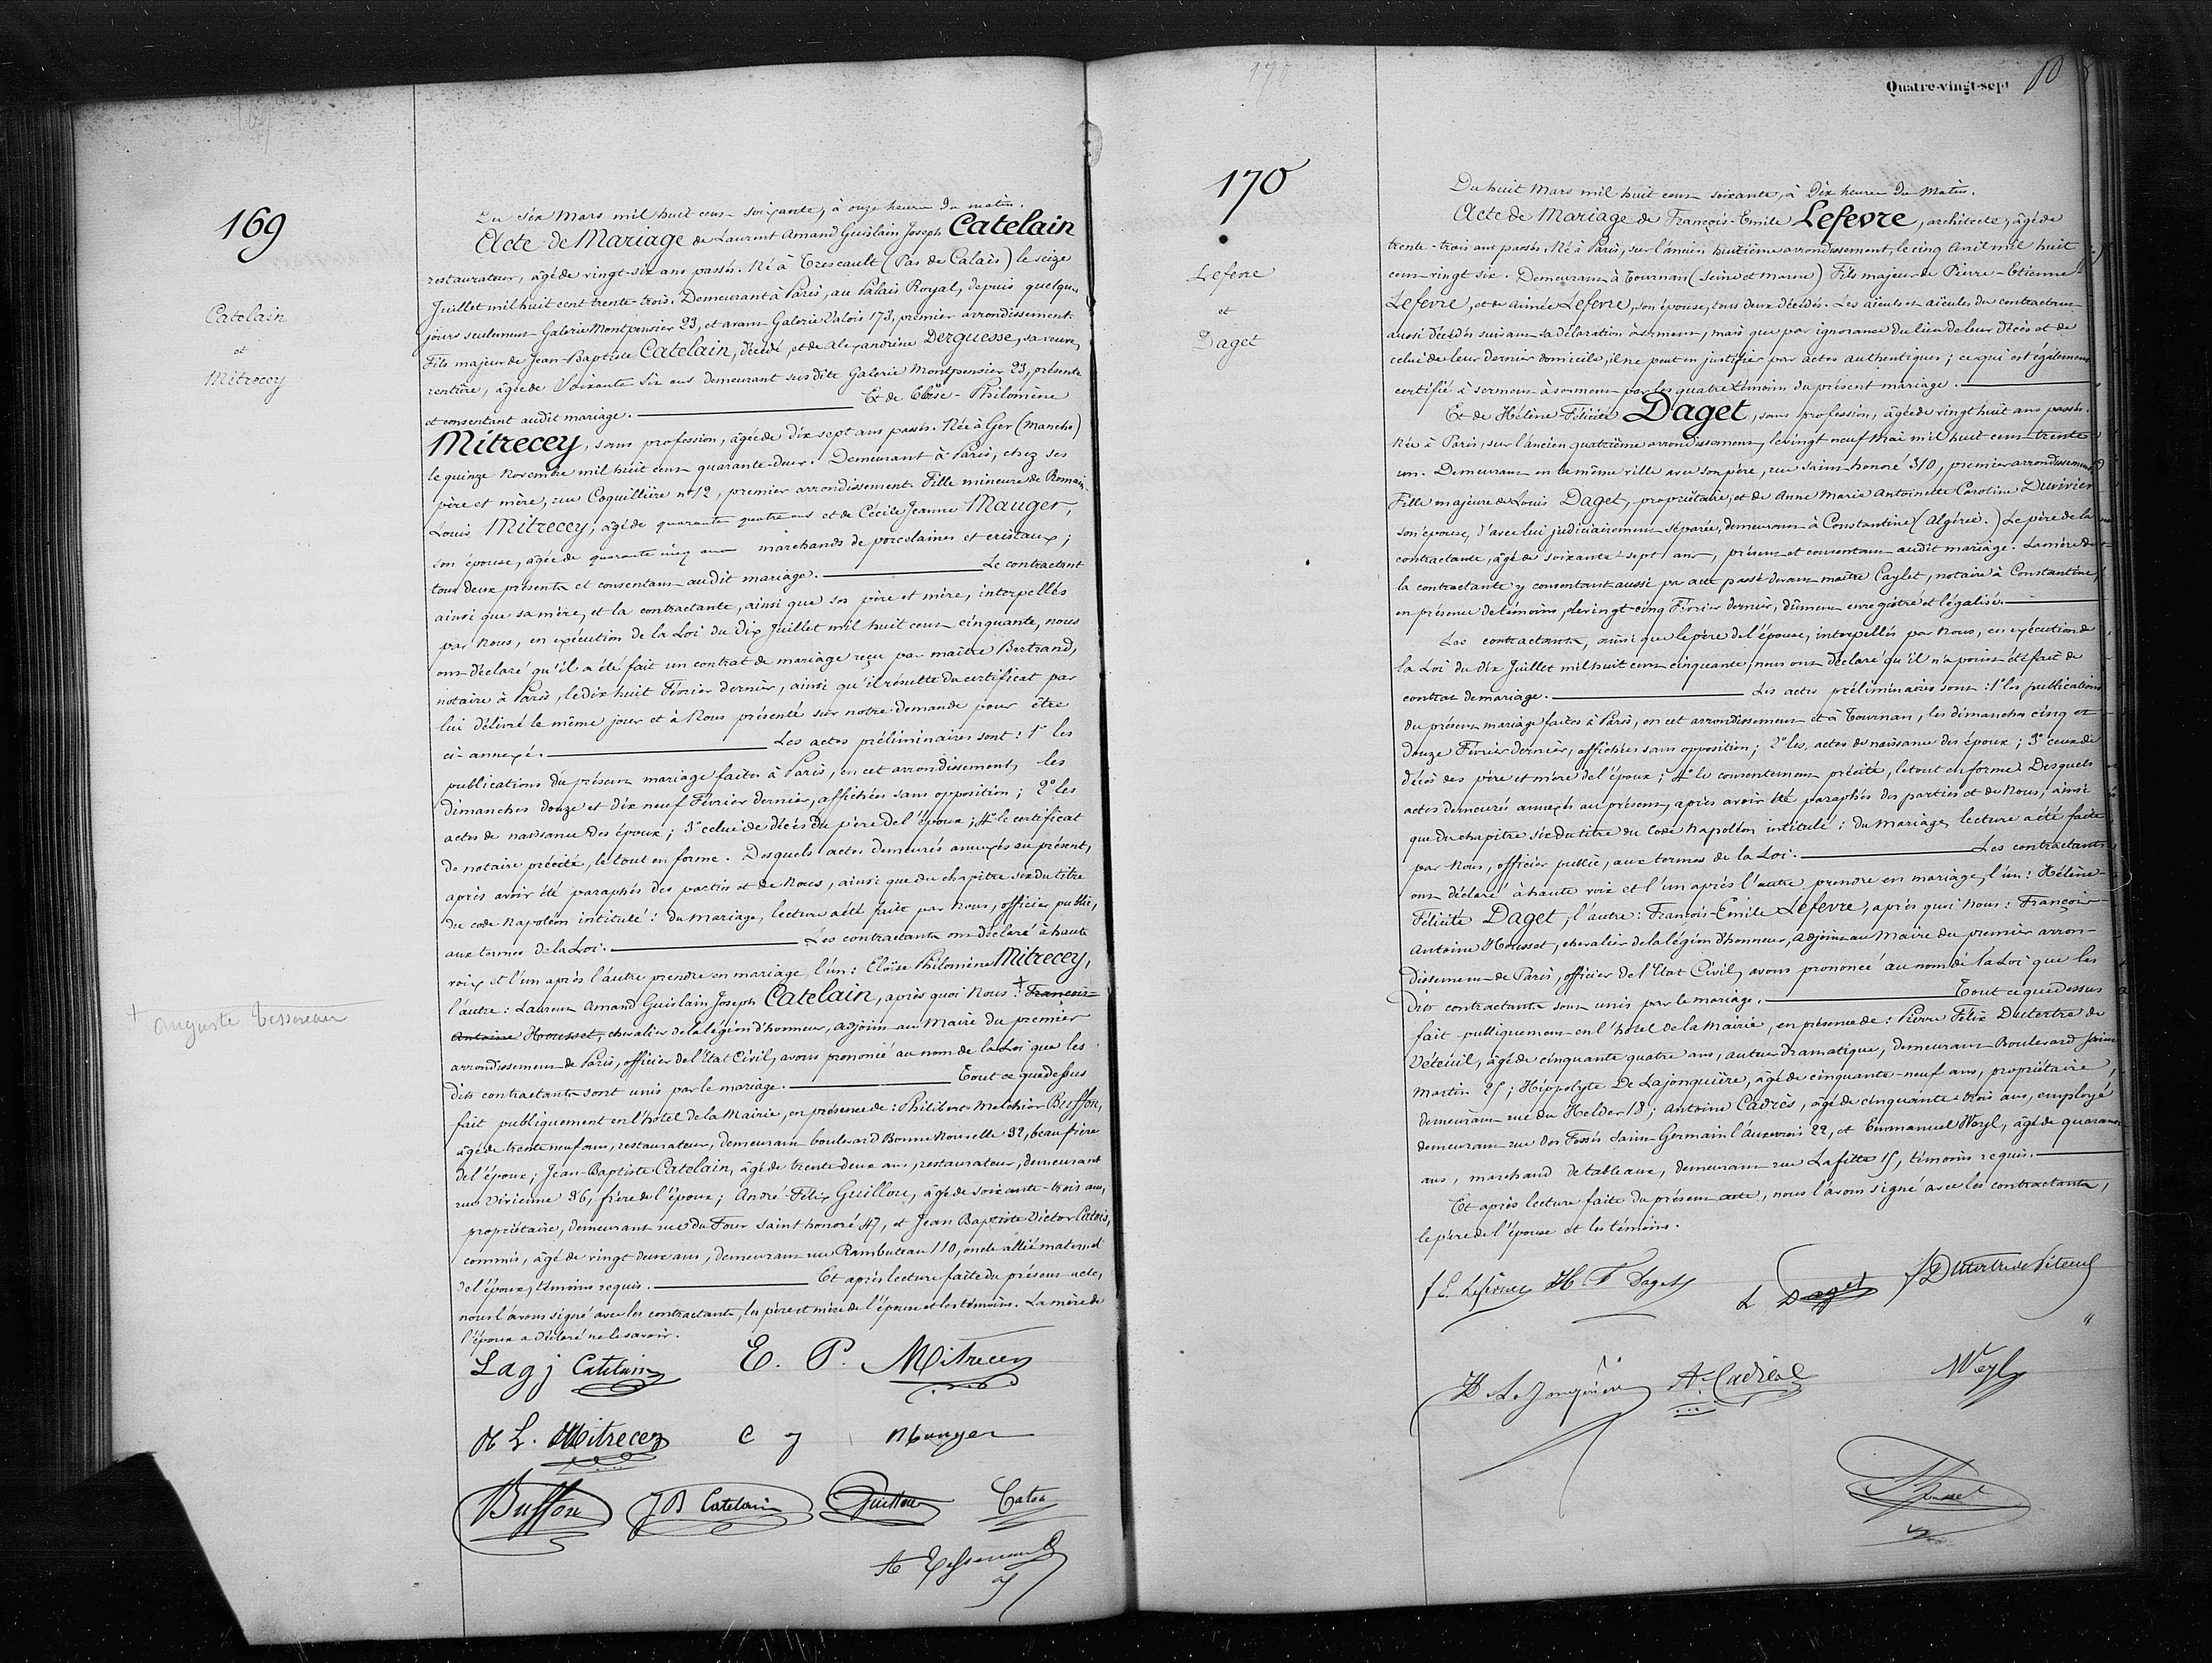 169
Catelain
et
Mitrecey
Du six Mars mil huit cent soixante, à onze heures du matin.
Acte de Mariage de Laurent Amand Guislain Joseph Catelain
restaurateur, âgé de vingt-six ans passés. Né à Trescault (Pas de Calais) le seize
Juillet mil huit cent trente-trois. Demeurant à Paris, au Palais Royal, depuis quelques
jours seulement Galerie Montpensier 23, et avant Galerie Valois 173, premier arrondissement.
Fils majeur de Jean-Baptiste Catelain, décédé, et de Alexandrine Derguesse, sa veuve,
rentière, âgée de Soixante six ans demeurant susdite Galerie Montpensier 23, présente
et consentant audit mariage. Et de Eloïse-Philomène
Mitrecey, sans profession, âgée de dix sept ans passés. Née à Ger (Manche)
le quinze Novembre mil huit cent quarante-deux. Demeurant à Paris, chez ses
père et mère, rue Coquillière n° 12, premier arrondissement. Fille mineure de Romain-
Louis Mitrecey, âgé de quarante quatre ans et de Cécile Jeanne Mauger,
son épouse, âgée de quarante cinq ans marchands de porcelaines et cristaux;
tous deux présents et consentans audit mariage. Le contractant
ainsi que sa mère, et la contractante, ainsi que ses père et mère, interpellés
par Nous, en exécution de la Loi du dix Juillet mil huit cent cinquante, nous
ont déclaré qu'il a été fait un contrat de mariage reçu par maître Bertrand,
notaire à Paris, le dix huit Février dernier, ainsi qu'il résulte du certificat par
lui délivré le même jour et à Nous présenté sur notre demande pour être
ci-annexé. Les actes préliminaires sont: 1° les
publications du présent mariage faites à Paris, en cet arrondissement, les
dimanches douze et dix neuf Février dernier, affichées sans opposition; 2° les
actes de naissance des époux; 3° celui de décès du père de l'époux; 4° le certificat
de notaire précité, le tout en forme. Desquels actes demeurés annexés au présent,
après avoir été paraphés des parties et de Nous, ainsi que du chapitre six du titre
du code Napoléon intitulé: du Mariage, lecture a été faite par Nous, officier public,
aux termes de la Loi. Les contractants ont déclaré à haute
voix et l'un après l'autre prendre en mariage, l'un: Eloïse Philomène Mitrecey,
l'autre: Laurent Amand Guislain Joseph Catelain, après quoi Nous: † François-
Antoine Housset, chevalier de la légion d'honneur, adjoint au Maire du premier
arrondissement de Paris, officier de l'Etat Civil, avons prononcé au nom de la Loi que les
dits contractants sont unis par le mariage. Tout ce que dessus
fait publiquement en l'hôtel de la Mairie, en présence de: Philibert Melchior Buffon,
âgé de trente neuf ans, restaurateur, demeurant boulevard Bonne Nouvelle 32, beau frère
de l'époux; Jean-Baptiste Catelain, âgé de trente deux ans, restaurateur, demeurant
rue Vivienne 36, frère de l'époux; André-Félix Guillou, âgé de soixante-trois ans,
propriétaire, demeurant rue du Four Saint honoré 47, et Jean Baptiste Victor Catois,
commis, âgé de vingt deux ans, demeurant rue Rambuteau 110, oncle allié maternel
de l'épouse, témoins requis. Et après lecture faite du présent acte,
nous l'avons signé avec les contractants, les père et mère de l'épouse et les témoins. La mère de
l'époux a déclaré ne le savoir.
† Auguste Tessereau
Lagj Catelain E. P. Mitrecey
R L. Mitrecey C J Mauger
Buffon JB Catelain Guillou Catois
A Tessereau
Quatre-vingt-sept
170
Lefevre
et
Daget
Du huit Mars mil huit cent soixante, à Dix heures du Matin.
Acte de Mariage de François-Emile Lefevre, architecte, âgé de
trente-trois ans passés. Né à Paris, sur l'ancien huitième arrondissement, le cinq Avril mil huit
cent vingt six. Demeurant à Tournan (Seine et Marne) Fils majeur de Pierre-Etienne
Lefevre, et de Aimée Lefevre, son épouse, tous deux décédés. Les aïeuls et aïeules du contractant
aussi décédés suivant sa déclaration à serment, mais que par ignorance du lieu de leur décès et de
celui de leur dernier domicile, il ne peut en justifier par actes authentiques; ce qui est également
certifié à serment à serment par les quatre témoins du présent mariage.
Et de Hélène-Félicité Daget, sans profession, âgée de vingt huit ans passés.
Née à Paris, sur l'ancien quatrième arrondissement, le vingt neuf Mai mil huit cent trente-
un. Demeurant en la même ville avec son père, rue Saint honoré 310, premier arrondissement.
Fille majeure de Louis Daget, propriétaire, et de Anne Marie Antoinette Caroline Duvivier
son épouse, d'avec lui judiciairement séparée, demeurant à Constantine (Algérie.) Le père de la
contractante, âgé de soixante-sept ans, présent et consentant audit mariage. La mère de
la contractante y consentant aussi par acte passé devant maître Caylet, notaire à Constantine,
en présence de témoins, le vingt-cinq Février dernier, dûment enregistré et légalisé.
Les contractants, ainsi que le père de l'épouse, interpellés par Nous, en exécution de
la Loi du dix Juillet mil huit cent cinquante, nous ont déclaré qu'il n'a point été fait de
contrat de mariage. Les actes préliminaires sont: 1° les publications
du présent mariage faites à Paris, en cet arrondissement et à Tournan, les dimanches cinq et
douze Février dernier, affichées sans opposition; 2° les actes de naissance des époux; 3° ceux de
décès des père et mère de l'époux; 4° le consentement précité, le tout en forme. Desquels
actes demeurés annexés au présent, après avoir été paraphés des parties et de Nous, ainsi
que du chapitre six du titre du Code Napoléon intitulé: du Mariage, lecture a été faite
par Nous, officier public, aux termes de la Loi. Les contractants
ont déclaré à haute voix et l'un après l'autre prendre en mariage, l'un: Hélène-
Félicité Daget, l'autre: François-Emile Lefevre, après quoi Nous: François-
Antoine Housset, chevalier de la légion d'honneur, Adjoint au Maire du premier arron-
dissement de Paris, officier de l'Etat Civil, avons prononcé au nom de la Loi que les
dits contractants sont unis par le mariage. Tout ce que dessus
fait publiquement en l'hôtel de la Mairie, en présence de: Pierre Félix Dutertre de
Véteuil, âgé de cinquante quatre ans, auteur dramatique, demeurant Boulevard Saint
Martin 25; Hippolyte De Lajonquière, âgé de cinquante-neuf ans, propriétaire,
demeurant rue du Helder 13; Antoine Cadrès, âgé de cinquante-trois ans, employé
demeurant rue des Fossés Saint Germain l'Auxerrois 22, et Emmanuel Weyl, âgé de quarante
ans, marchand de tableaux, demeurant rue Lafitte 15, témoins requis.
Et après lecture faite du présent acte, nous l'avons signé avec les contractants,
le père de l'épouse et les témoins.
f E. Lefevre H. F Daget L Daget f Dutertre de Véteuil
H. Lajonquière A. Cadrès Weyl
Housset